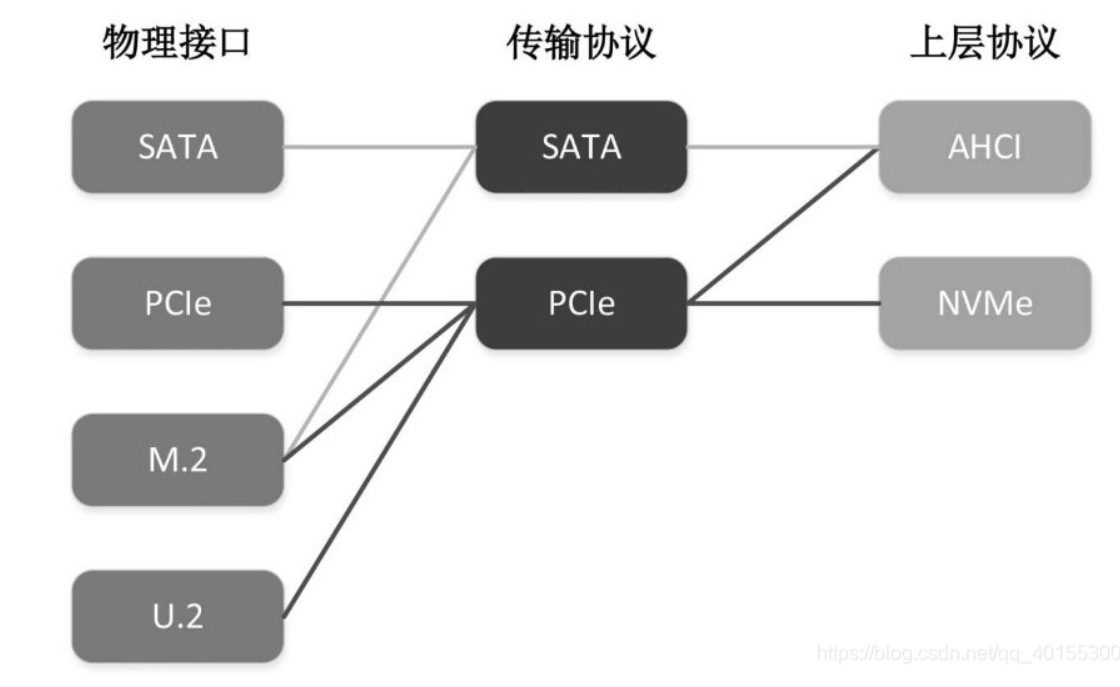 物理接口 传输协议 上层协议
SATA SATA AHCI
PCIe PCIe NVMe
M.2
U.2
https://blog.csdn.net/qq_40155300